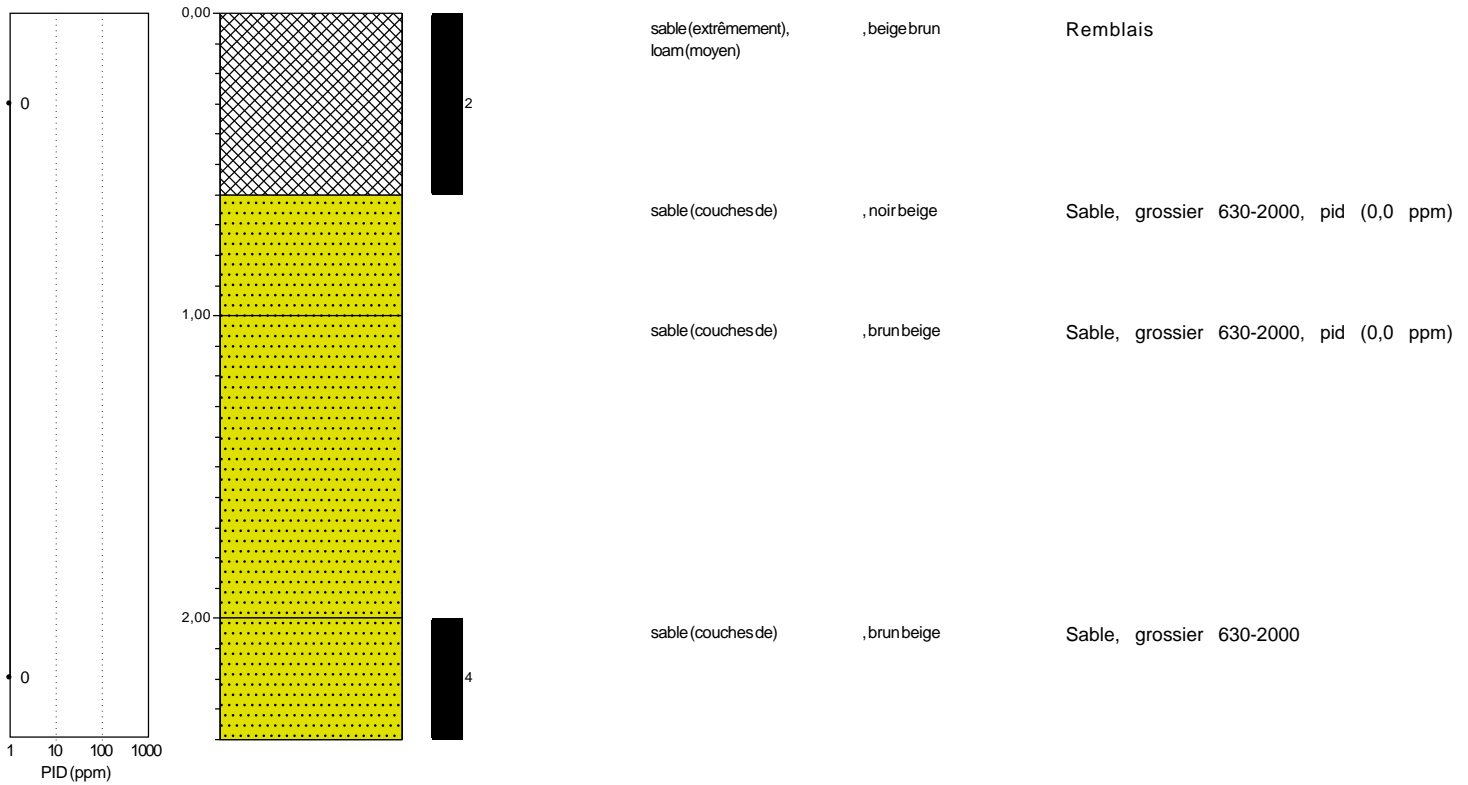 0,00
sable (extrêmement), , beige brun Remblais
loam (moyen)
0
2
sable (couches de) , noir beige Sable, grossier 630-2000, pid (0,0 ppm)
1,00
sable (couches de) , brun beige Sable, grossier 630-2000, pid (0,0 ppm)
2,00
sable (couches de) , brun beige Sable, grossier 630-2000
0
4
1 10 100 1000
PID (ppm)